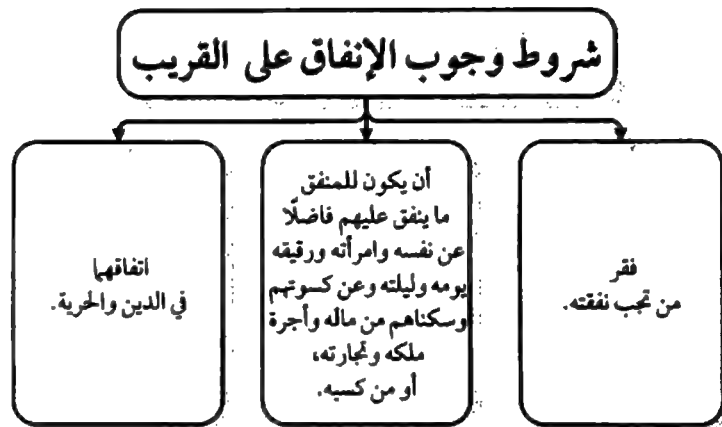 شروط وجوب الإنفاق على القريب
فقر
من تجب نفقته.
أن يكون للمنفق
ما ينفق عليهم فاضلًا
عن نفسه وامرأته ورقيقه
يومه وليلته وعن كسوتهم
وسكناهم من ماله وأجرة
ملكه وتجارته،
أو من كسبه.
اتفاقهما
في الدين والحرية.